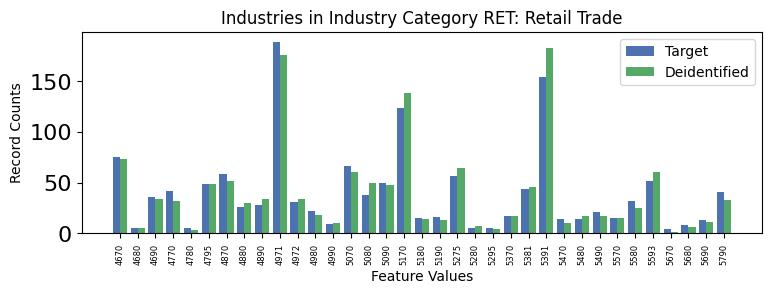 Industries in Industry Category RET: Retail Trade
Target
Deidentified
Record Counts
150
100
50
0
4670 4680 4690 4770 4780 4795 4870 4880 4890 4971 4972 4980 4990 5070 5080 5090 5170 5180 5190 5275 5280 5295 5370 5381 5391 5470 5480 5490 5570 5580 5593 5670 5680 5690 5790
Feature Values